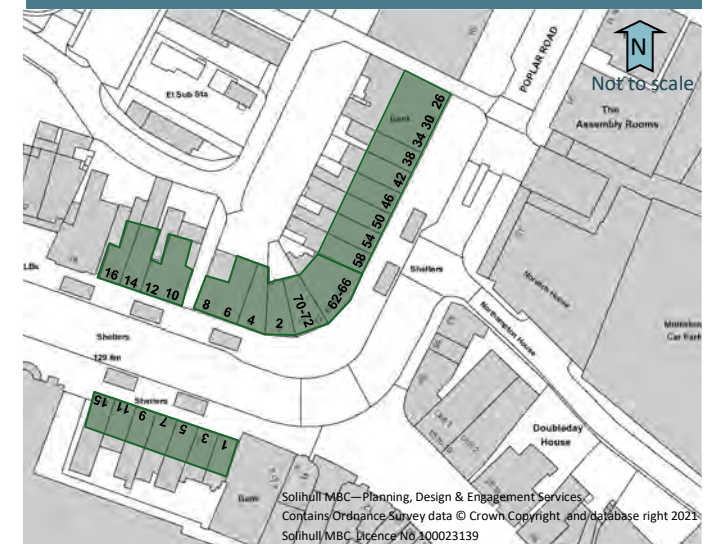 N
Not to scale
POPLAR ROAD
The
Assembly Rooms
El Sub Sta
Bank
26
30
34
38
42
46
50
54
58
62-66
70-72
2
4
6
8
10
12
14
16
LBs
Shelters
Shelters
129.8m
Shelters
15
11
9
7
5
3
1
Northampton House
Car Park
Doubleday
House
Bank
Solihull MBC—Planning, Design & Engagement Services
Contains Ordnance Survey data © Crown Copyright and database right 2021
Solihull MBC Licence No 100023139